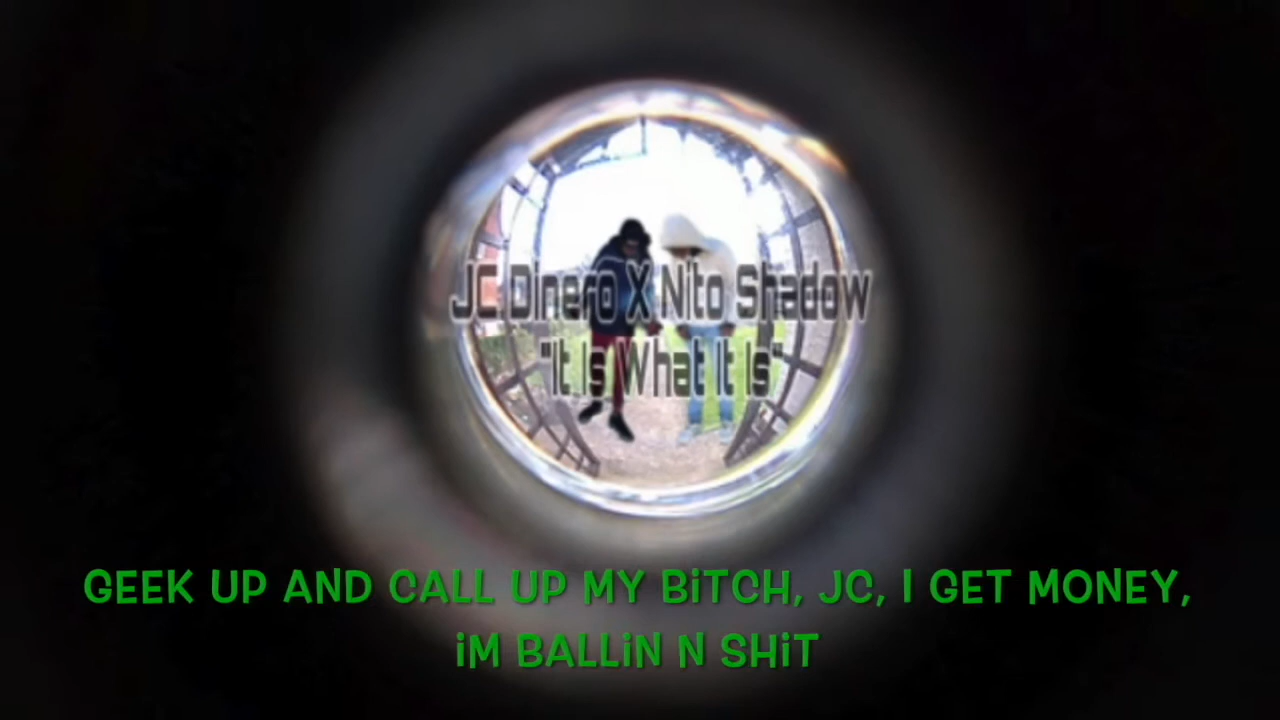 JC Dinero X Nito Shadow
"It Is What It Is"
GEEK UP AND CALL UP MY BiTCH, JC, I GET MONEY,
iM BALLiN N SHiT